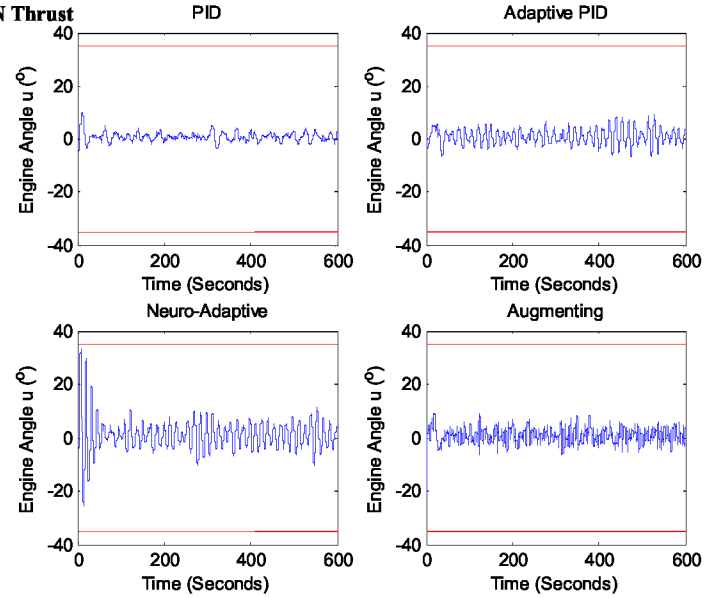 N Thrust
PID
Adaptive PID
40
20
0
-20
-40
Engine Angle u (º)
0
200
400
600
Time (Seconds)
40
20
0
-20
-40
Engine Angle u (º)
0
200
400
600
Time (Seconds)
Neuro-Adaptive
Augmenting
40
20
0
-20
-40
Engine Angle u (º)
0
200
400
600
Time (Seconds)
40
20
0
-20
-40
Engine Angle u (º)
0
200
400
600
Time (Seconds)